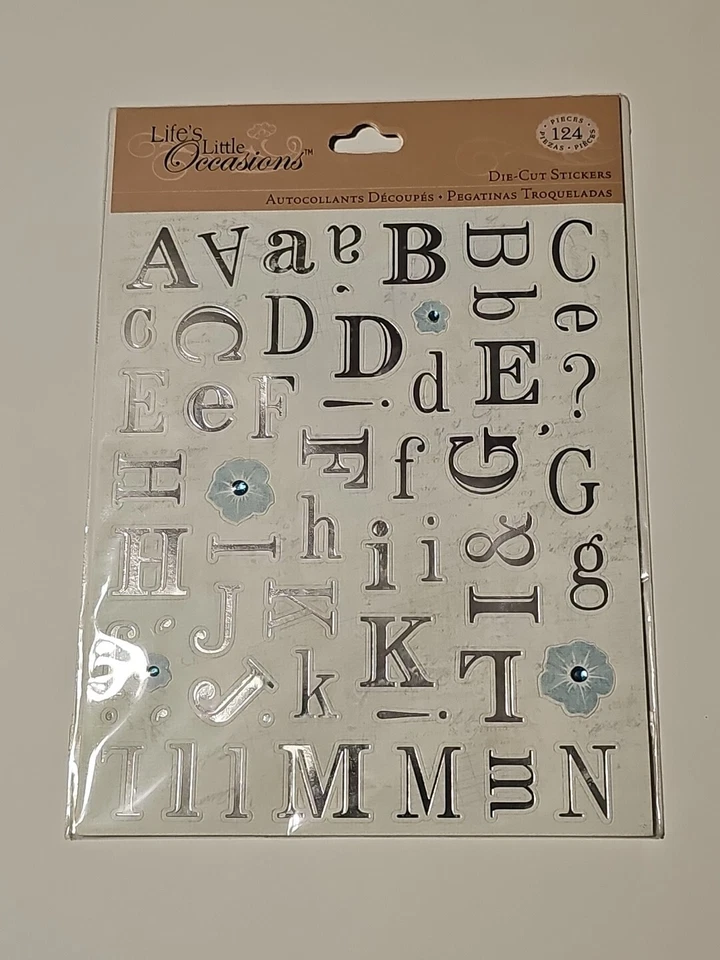 Life's
Little
Occasions™
PIECES
124
PIEZAS • PIÈCES
DIE-CUT STICKERS
AUTOCOLLANTS DÉCOUPÉS • PEGATINAS TROQUELADAS
A A a a B B C
c C D D d b e
E e F ! E ?
H F f G , G
H I h i i & g
J K K I
J k ! L
l l M M m N